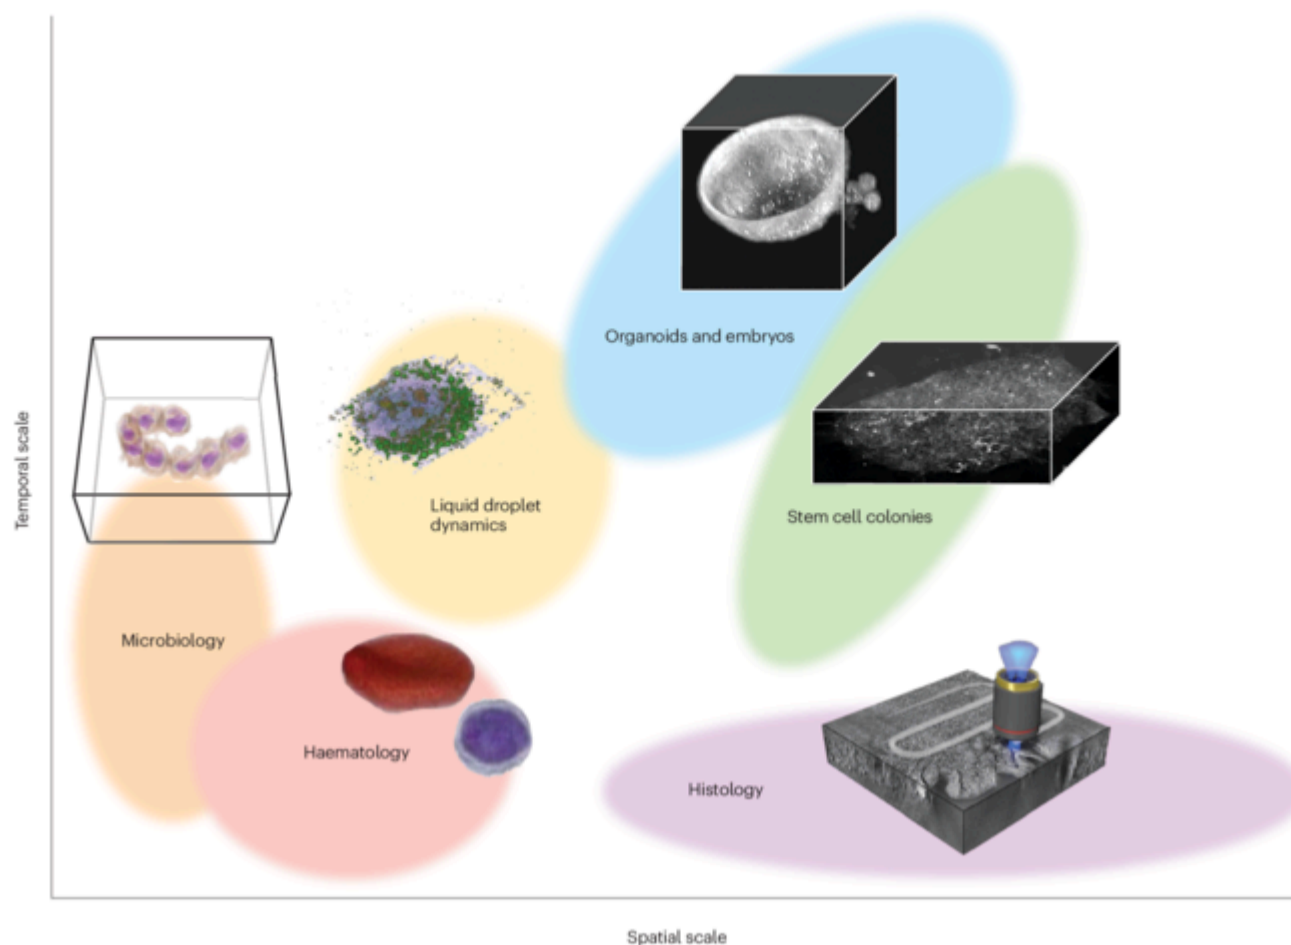 Organoids and embryos
Temporal scale
Liquid droplet
dynamics
Stem cell colonies
Microbiology
Haematology
Histology
Spatial scale